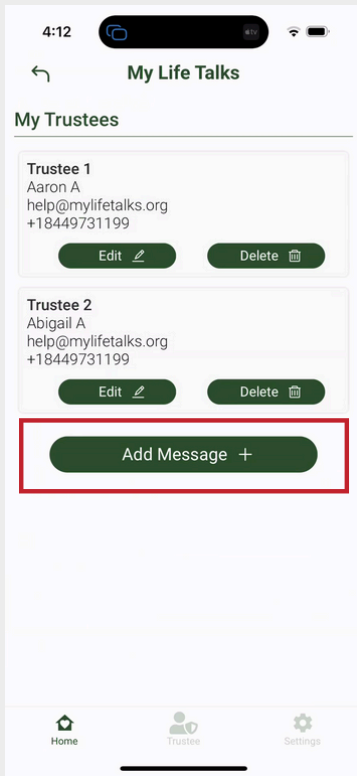 4:12
tv
My Life Talks
My Trustees
Trustee 1
Aaron A
help@mylifetalks.org
+18449731199
Edit Delete
Trustee 2
Abigail A
help@mylifetalks.org
+18449731199
Edit Delete
Add Message +
Home Trustee Settings